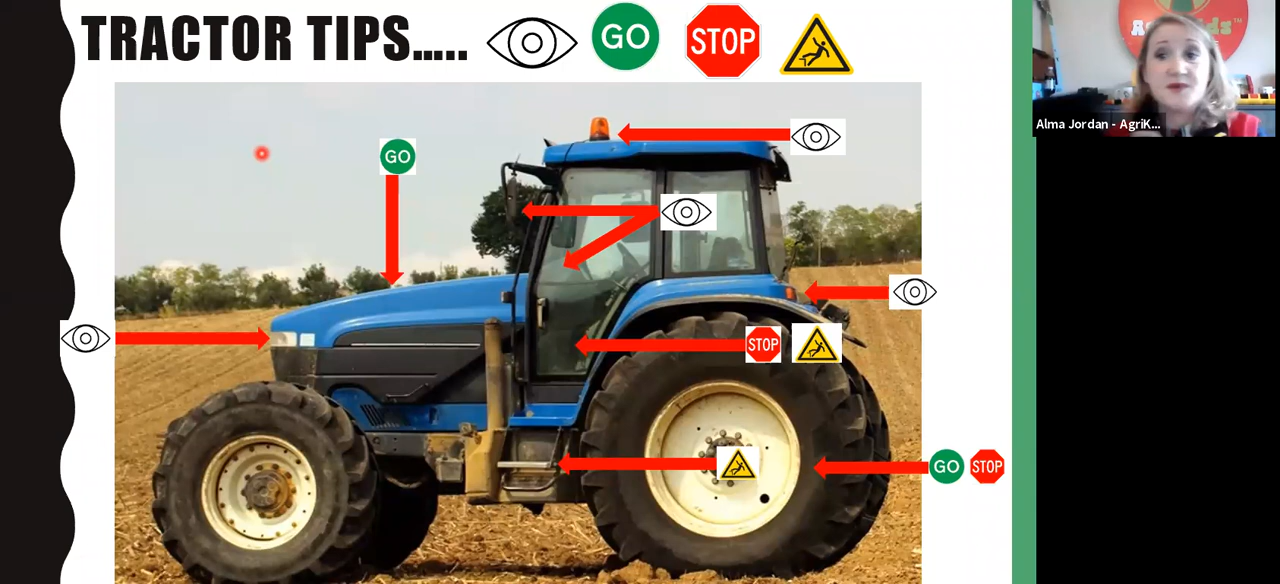 TRACTOR TIPS.....
GO
STOP
GO
STOP
GO STOP
Alma Jordan - AgriK...